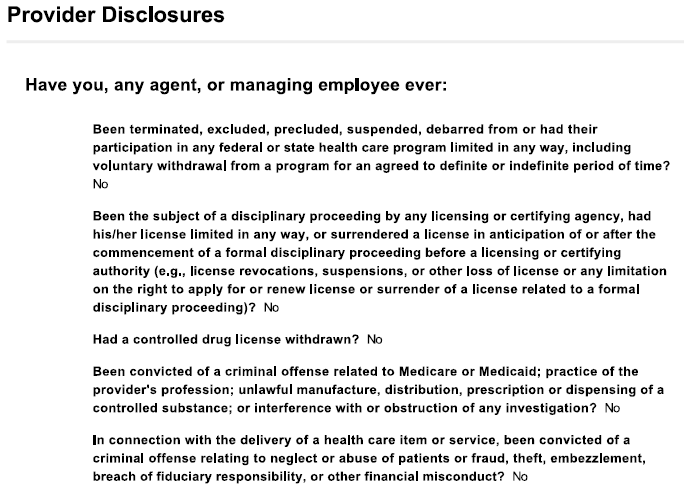 Provider Disclosures
Have you, any agent, or managing employee ever:
Been terminated, excluded, precluded, suspended, debarred from or had their
participation in any federal or state health care program limited in any way, including
voluntary withdrawal from a program for an agreed to definite or indefinite period of time?
No
Been the subject of a disciplinary proceeding by any licensing or certifying agency, had
his/her license limited in any way, or surrendered a license in anticipation of or after the
commencement of a formal disciplinary proceeding before a licensing or certifying
authority (e.g., license revocations, suspensions, or other loss of license or any limitation
on the right to apply for or renew license or surrender of a license related to a formal
disciplinary proceeding)? No
Had a controlled drug license withdrawn? No
Been convicted of a criminal offense related to Medicare or Medicaid; practice of the
provider's profession; unlawful manufacture, distribution, prescription or dispensing of a
controlled substance; or interference with or obstruction of any investigation? No
In connection with the delivery of a health care item or service, been convicted of a
criminal offense relating to neglect or abuse of patients or fraud, theft, embezzlement,
breach of fiduciary responsibility, or other financial misconduct? No